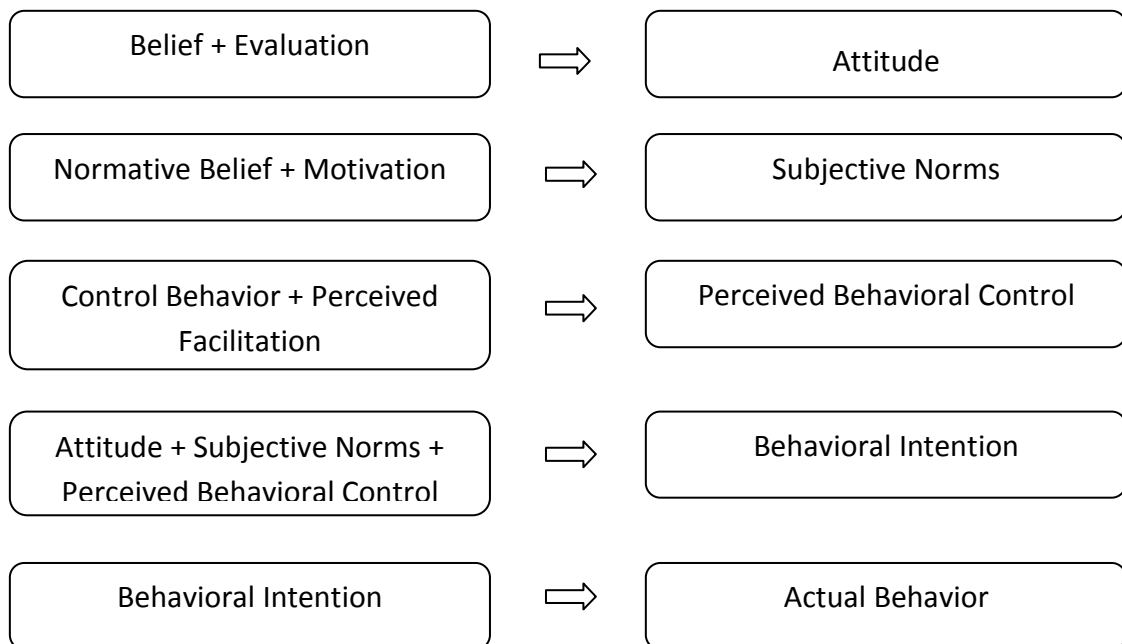 Belief + Evaluation
Attitude
Normative Belief + Motivation
Subjective Norms
Control Behavior + Perceived
Facilitation
Perceived Behavioral Control
Attitude + Subjective Norms +
Perceived Behavioral Control
Behavioral Intention
Behavioral Intention
Actual Behavior